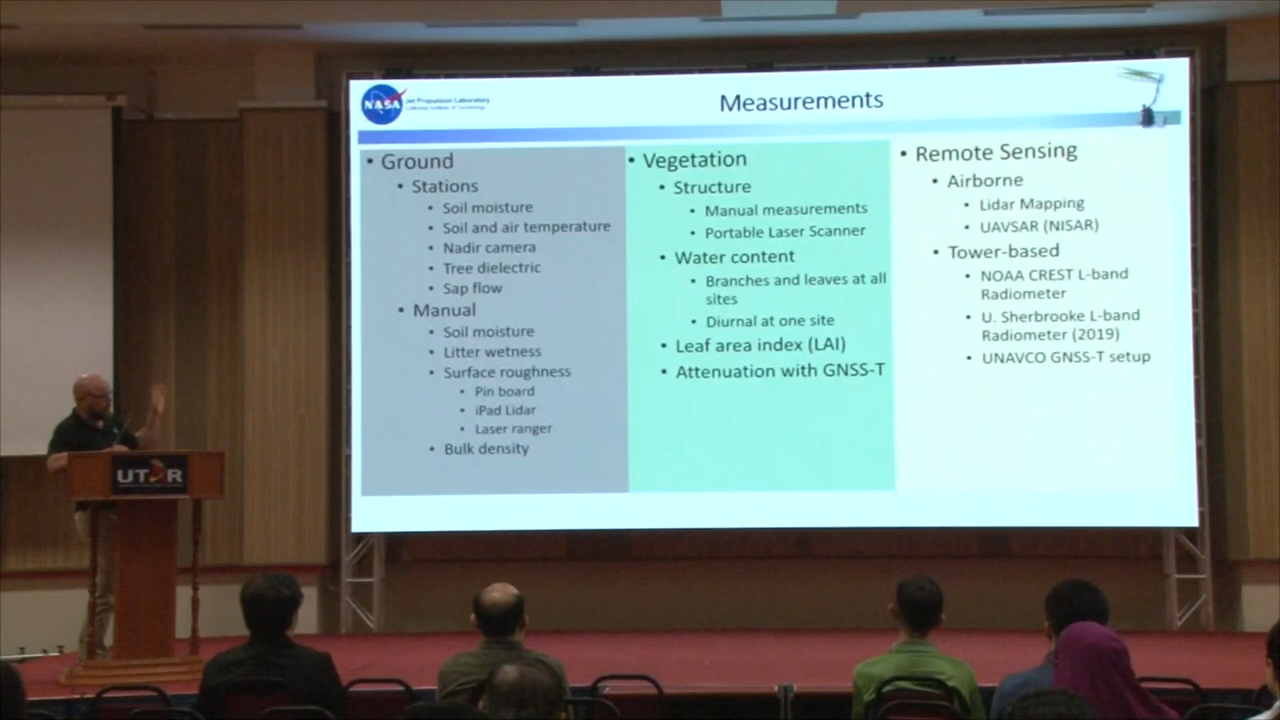 NASA
Jet Propulsion Laboratory
California Institute of Technology
Measurements
• Ground
• Stations
• Soil moisture
• Soil and air temperature
• Nadir camera
• Tree dielectric
• Sap flow
• Manual
• Soil moisture
• Litter wetness
• Surface roughness
• Pin board
• iPad Lidar
• Laser ranger
• Bulk density
• Vegetation
• Structure
• Manual measurements
• Portable Laser Scanner
• Water content
• Branches and leaves at all
sites
• Diurnal at one site
• Leaf area index (LAI)
• Attenuation with GNSS-T
• Remote Sensing
• Airborne
• Lidar Mapping
• UAVSAR (NISAR)
• Tower-based
• NOAA CREST L-band
Radiometer
• U. Sherbrooke L-band
Radiometer (2019)
• UNAVCO GNSS-T setup
UTAR